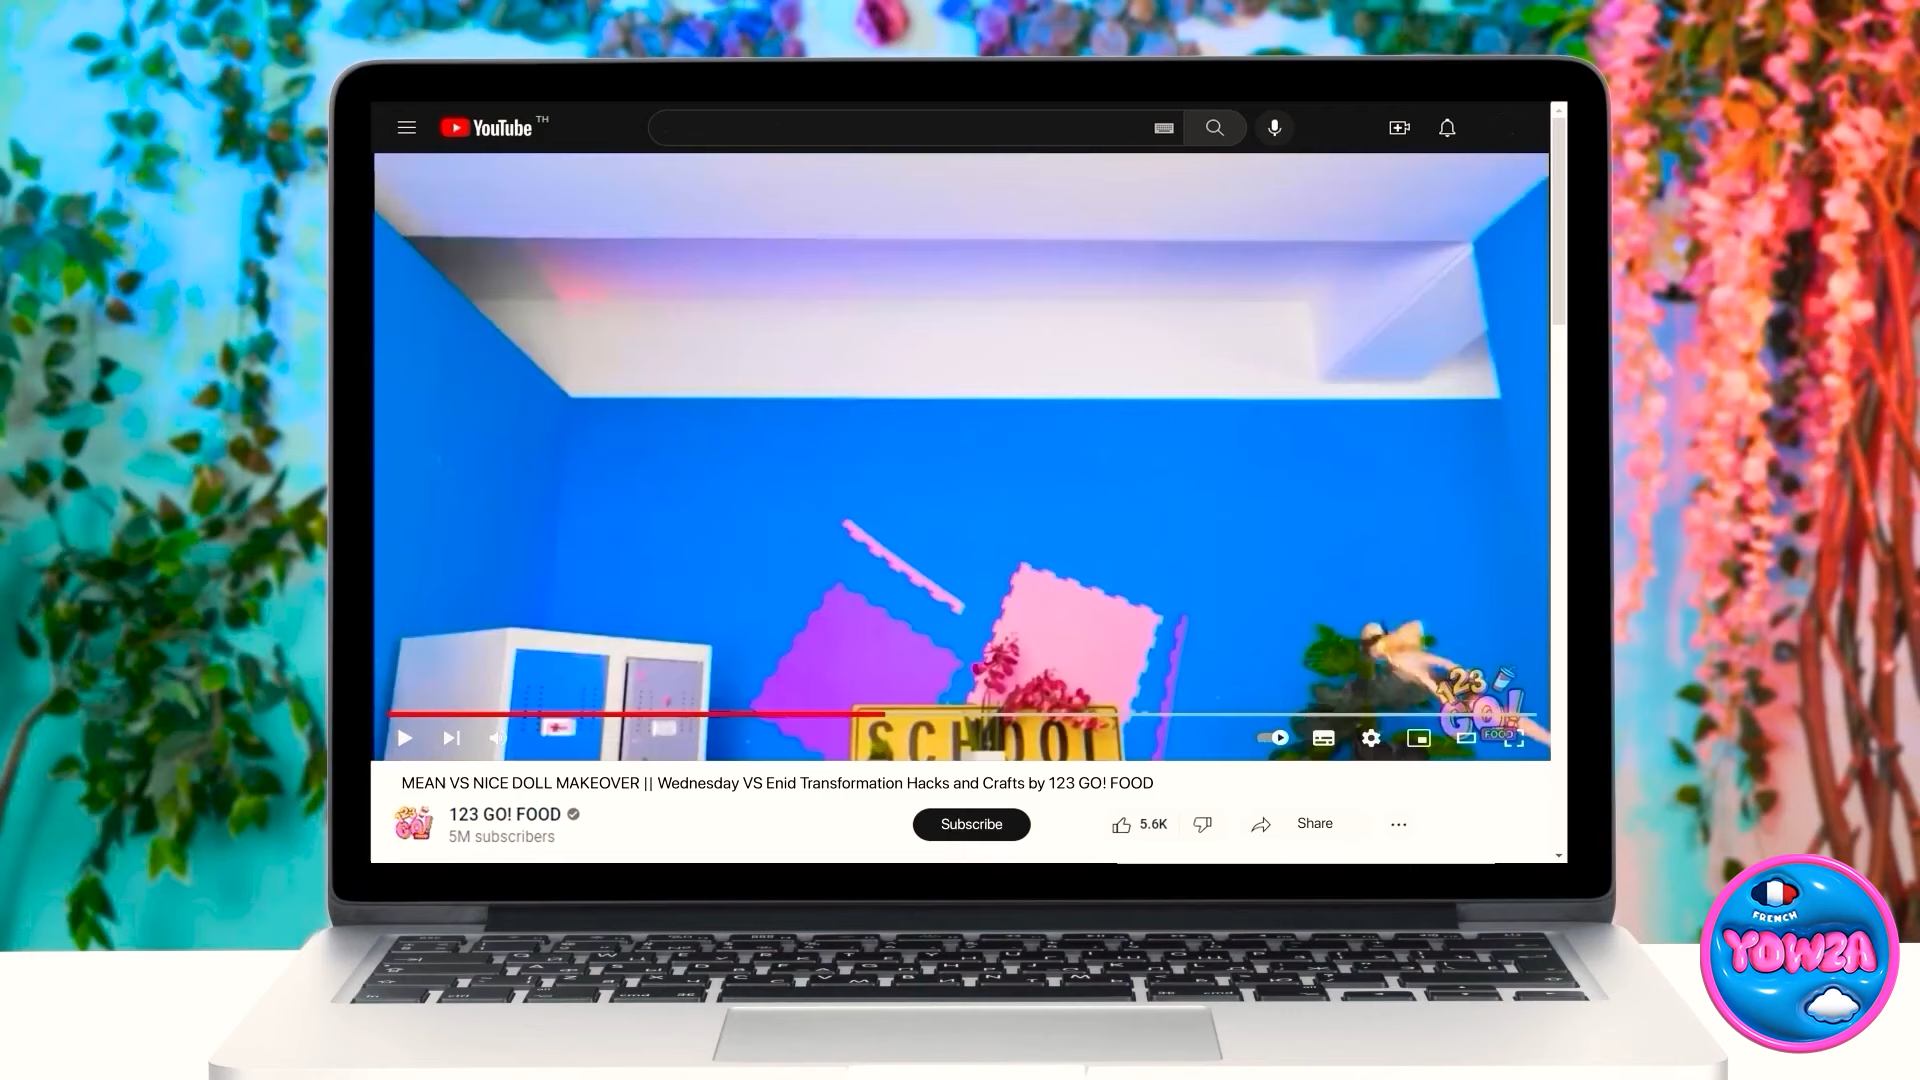 YouTube TH
SCHOOL
123
GO!
FOOD
MEAN VS NICE DOLL MAKEOVER || Wednesday VS Enid Transformation Hacks and Crafts by 123 GO! FOOD
123 GO! FOOD
5M subscribers
Subscribe
5.6K
Share
FRENCH
YOWZA